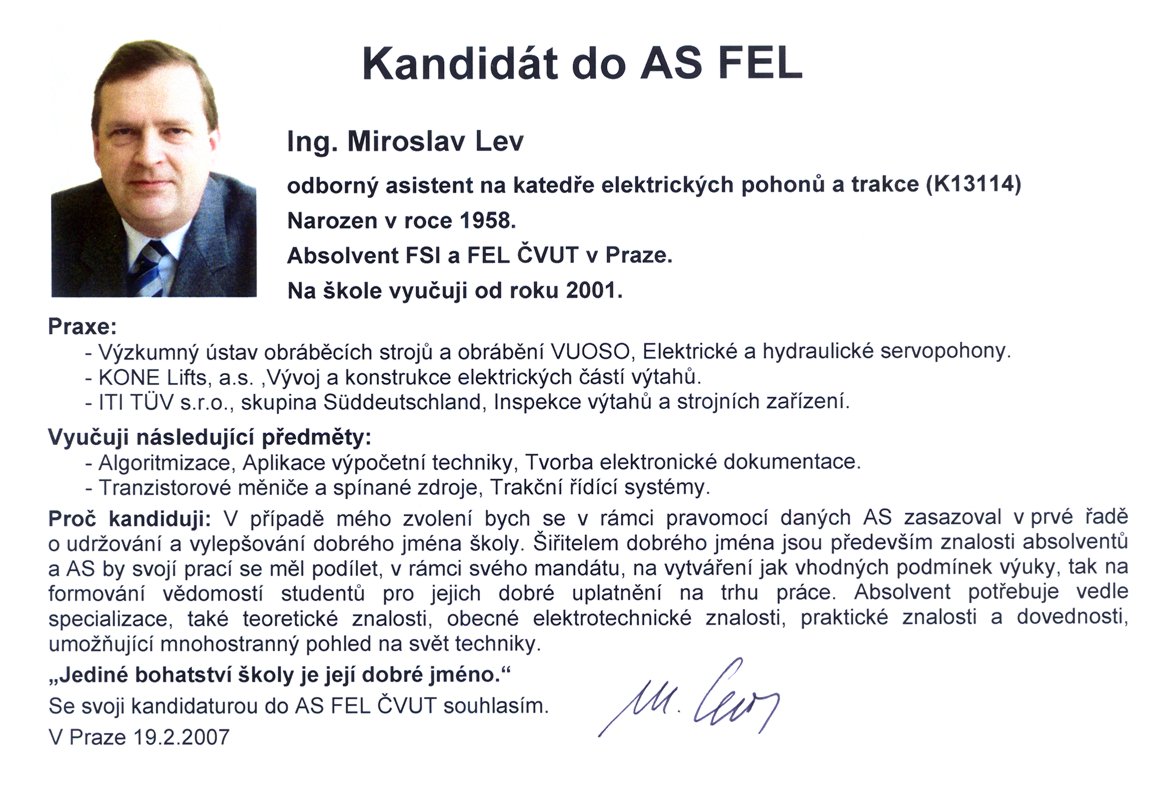 Kandidát do AS FEL
Ing. Miroslav Lev
odborný asistent na katedře elektrických pohonů a trakce (K13114)
Narozen v roce 1958.
Absolvent FSI a FEL ČVUT v Praze.
Na škole vyučuji od roku 2001.
Praxe:
- Výzkumný ústav obráběcích strojů a obrábění VUOSO, Elektrické a hydraulické servopohony.
- KONE Lifts, a.s. ,Vývoj a konstrukce elektrických částí výtahů.
- ITI TÜV s.r.o., skupina Süddeutschland, Inspekce výtahů a strojních zařízení.
Vyučuji následující předměty:
- Algoritmizace, Aplikace výpočetní techniky, Tvorba elektronické dokumentace.
- Tranzistorové měniče a spínané zdroje, Trakční řídící systémy.
Proč kandiduji: V případě mého zvolení bych se v rámci pravomocí daných AS zasazoval v prvé řadě
o udržování a vylepšování dobrého jména školy. Šiřitelem dobrého jména jsou především znalosti absolventů
a AS by svojí prací se měl podílet, v rámci svého mandátu, na vytváření jak vhodných podmínek výuky, tak na
formování vědomostí studentů pro jejich dobré uplatnění na trhu práce. Absolvent potřebuje vedle
specializace, také teoretické znalosti, obecné elektrotechnické znalosti, praktické znalosti a dovednosti,
umožňující mnohostranný pohled na svět techniky.
„Jediné bohatství školy je její dobré jméno.“
Se svoji kandidaturou do AS FEL ČVUT souhlasím.
M. Lev
V Praze 19.2.2007